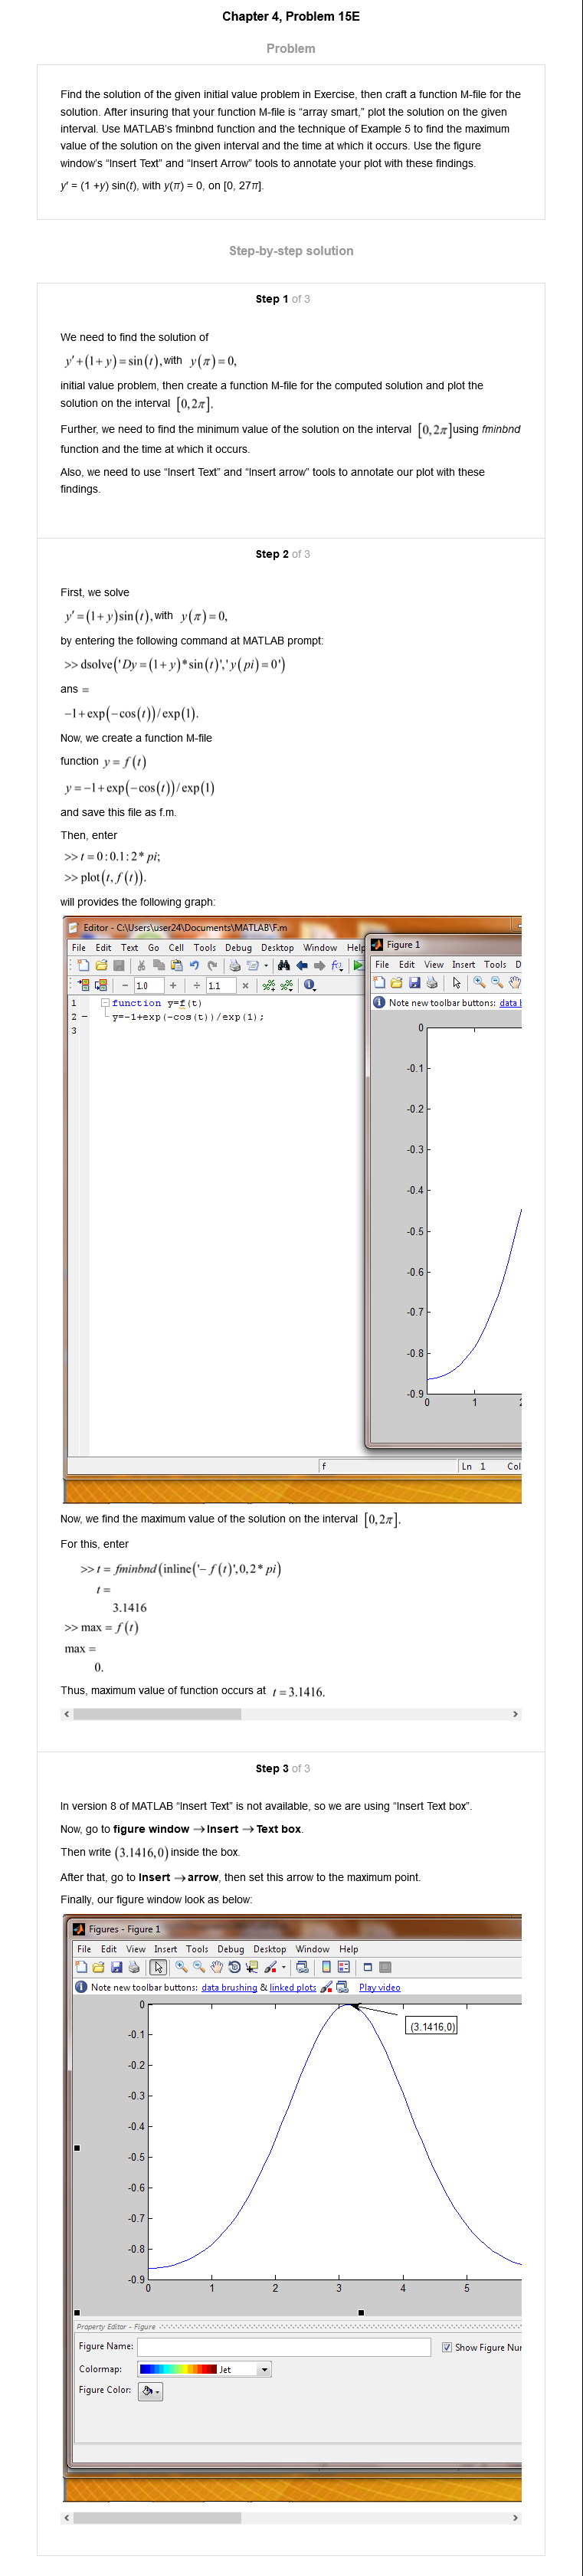 Chapter 4, Problem 15E
Problem
Find the solution of the given initial value problem in Exercise, then craft a function M-file for the
solution. After insuring that your function M-file is “array smart,” plot the solution on the given
interval. Use MATLAB's fminbnd function and the technique of Example 5 to find the maximum
value of the solution on the given interval and the time at which it occurs. Use the figure
window's “Insert Text” and “Insert Arrow” tools to annotate your plot with these findings.
y′ = (1 +y) sin(t), with y(π) = 0, on [0, 27π].
Step-by-step solution
Step 1 of 3
We need to find the solution of
y′+(1+y)=sin(t), with y(π)=0,
initial value problem, then create a function M-file for the computed solution and plot the
solution on the interval [0,2π].
Further, we need to find the minimum value of the solution on the interval [0,2π] using fminbnd
function and the time at which it occurs.
Also, we need to use “Insert Text” and “Insert arrow” tools to annotate our plot with these
findings.
Step 2 of 3
First, we solve
y′=(1+y)sin(t), with y(π)=0,
by entering the following command at MATLAB prompt:
>> dsolve('Dy=(1+y)*sin(t)','y(pi)=0')
ans =
−1+exp(−cos(t))/exp(1).
Now, we create a function M-file
function y=f(t)
y=−1+exp(−cos(t))/exp(1)
and save this file as f.m.
Then, enter
>>t=0:0.1:2*pi;
>>plot(t,f(t)).
will provides the following graph:
Editor - C:\Users\user24\Documents\MATLAB\F.m
File Edit Text Go Cell Tools Debug Desktop Window Help
Figure 1
File Edit View Insert Tools D
− 1.0 + ÷ 1.1 ×
Note new toolbar buttons: data b
1 function y=f(t)
2 − y=-1+exp(-cos(t))/exp(1);
3
0
-0.1
-0.2
-0.3
-0.4
-0.5
-0.6
-0.7
-0.8
-0.9
0 1 2
f Ln 1 Col
Now, we find the maximum value of the solution on the interval [0,2π].
For this, enter
>>t=fminbnd(inline('−f(t)',0,2*pi)
t=
3.1416
>>max=f(t)
max=
0.
Thus, maximum value of function occurs at t=3.1416.
Step 3 of 3
In version 8 of MATLAB “Insert Text” is not available, so we are using “Insert Text box”.
Now, go to figure window →Insert →Text box.
Then write (3.1416,0) inside the box.
After that, go to Insert →arrow, then set this arrow to the maximum point.
Finally, our figure window look as below:
Figures - Figure 1
File Edit View Insert Tools Debug Desktop Window Help
Note new toolbar buttons: data brushing & linked plots Play video
(3.1416,0)
0
-0.1
-0.2
-0.3
-0.4
-0.5
-0.6
-0.7
-0.8
-0.9
0 1 2 3 4 5
Property Editor - Figure
Figure Name:
Show Figure Nur
Colormap: Jet
Figure Color: